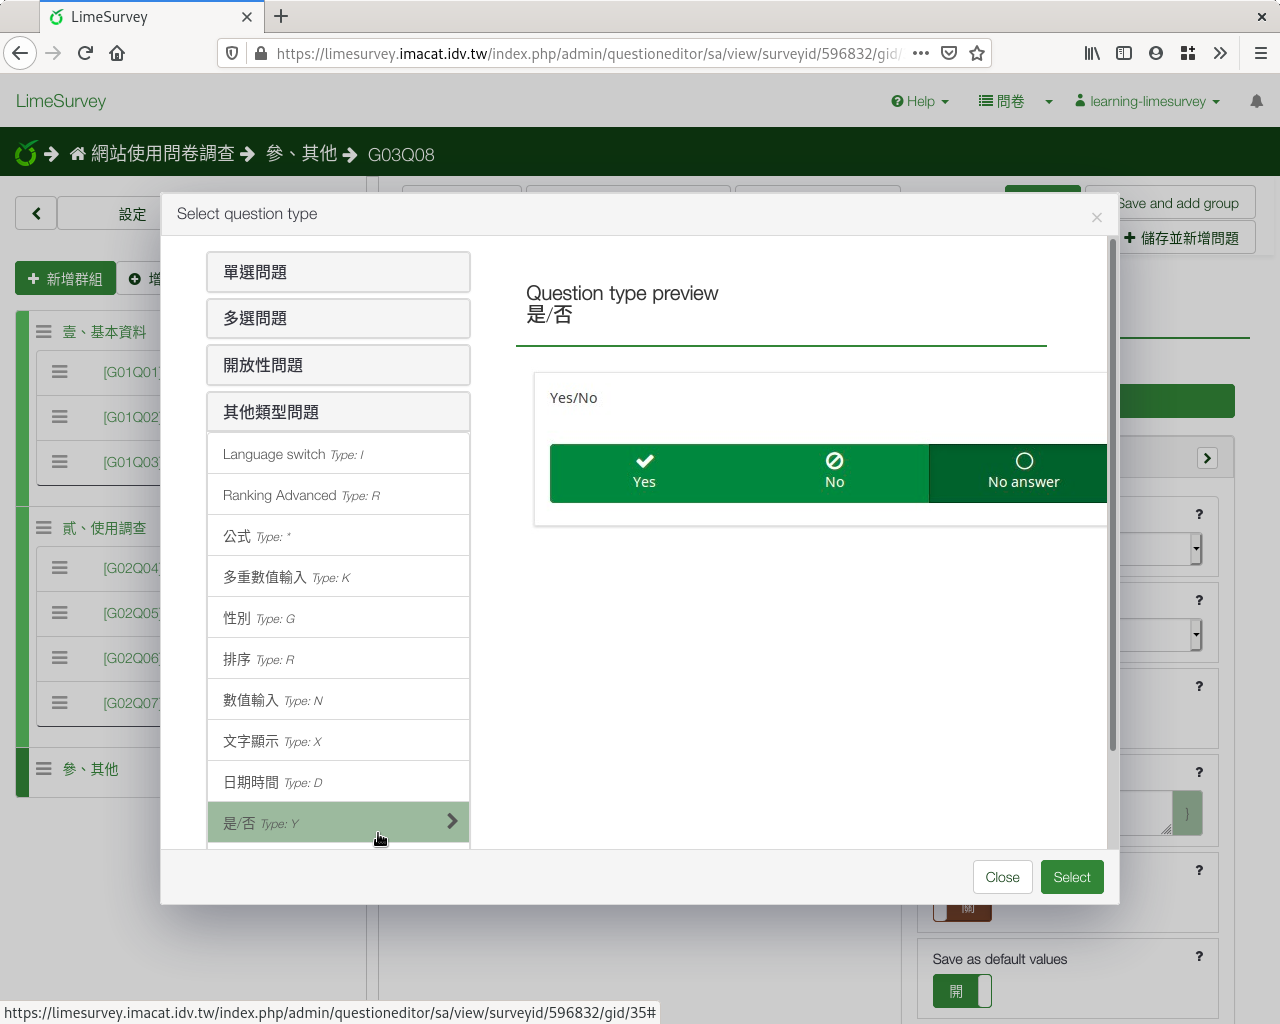 LimeSurvey
https://limesurvey.imacat.idv.tw/index.php/admin/questioneditor/sa/view/surveyid/596832/gid/
LimeSurvey
Help
問卷
learning-limesurvey
網站使用問卷調查
參、其他
G03Q08
設定
Save and add group
儲存並新增問題
新增群組
增
壹、基本資料
[G01Q01]
[G01Q02]
[G01Q03]
貳、使用調查
[G02Q04]
[G02Q05]
[G02Q06]
[G02Q07]
參、其他
Select question type
×
單選問題
多選問題
開放性問題
其他類型問題
Language switch Type: I
Ranking Advanced Type: R
公式 Type: *
多重數值輸入 Type: K
性別 Type: G
排序 Type: R
數值輸入 Type: N
文字顯示 Type: X
日期時間 Type: D
是/否 Type: Y
Question type preview
是/否
Yes/No
Yes
No
No answer
Close
Select
?
?
?
?
}
?
關
Save as default values
?
開
https://limesurvey.imacat.idv.tw/index.php/admin/questioneditor/sa/view/surveyid/596832/gid/35#